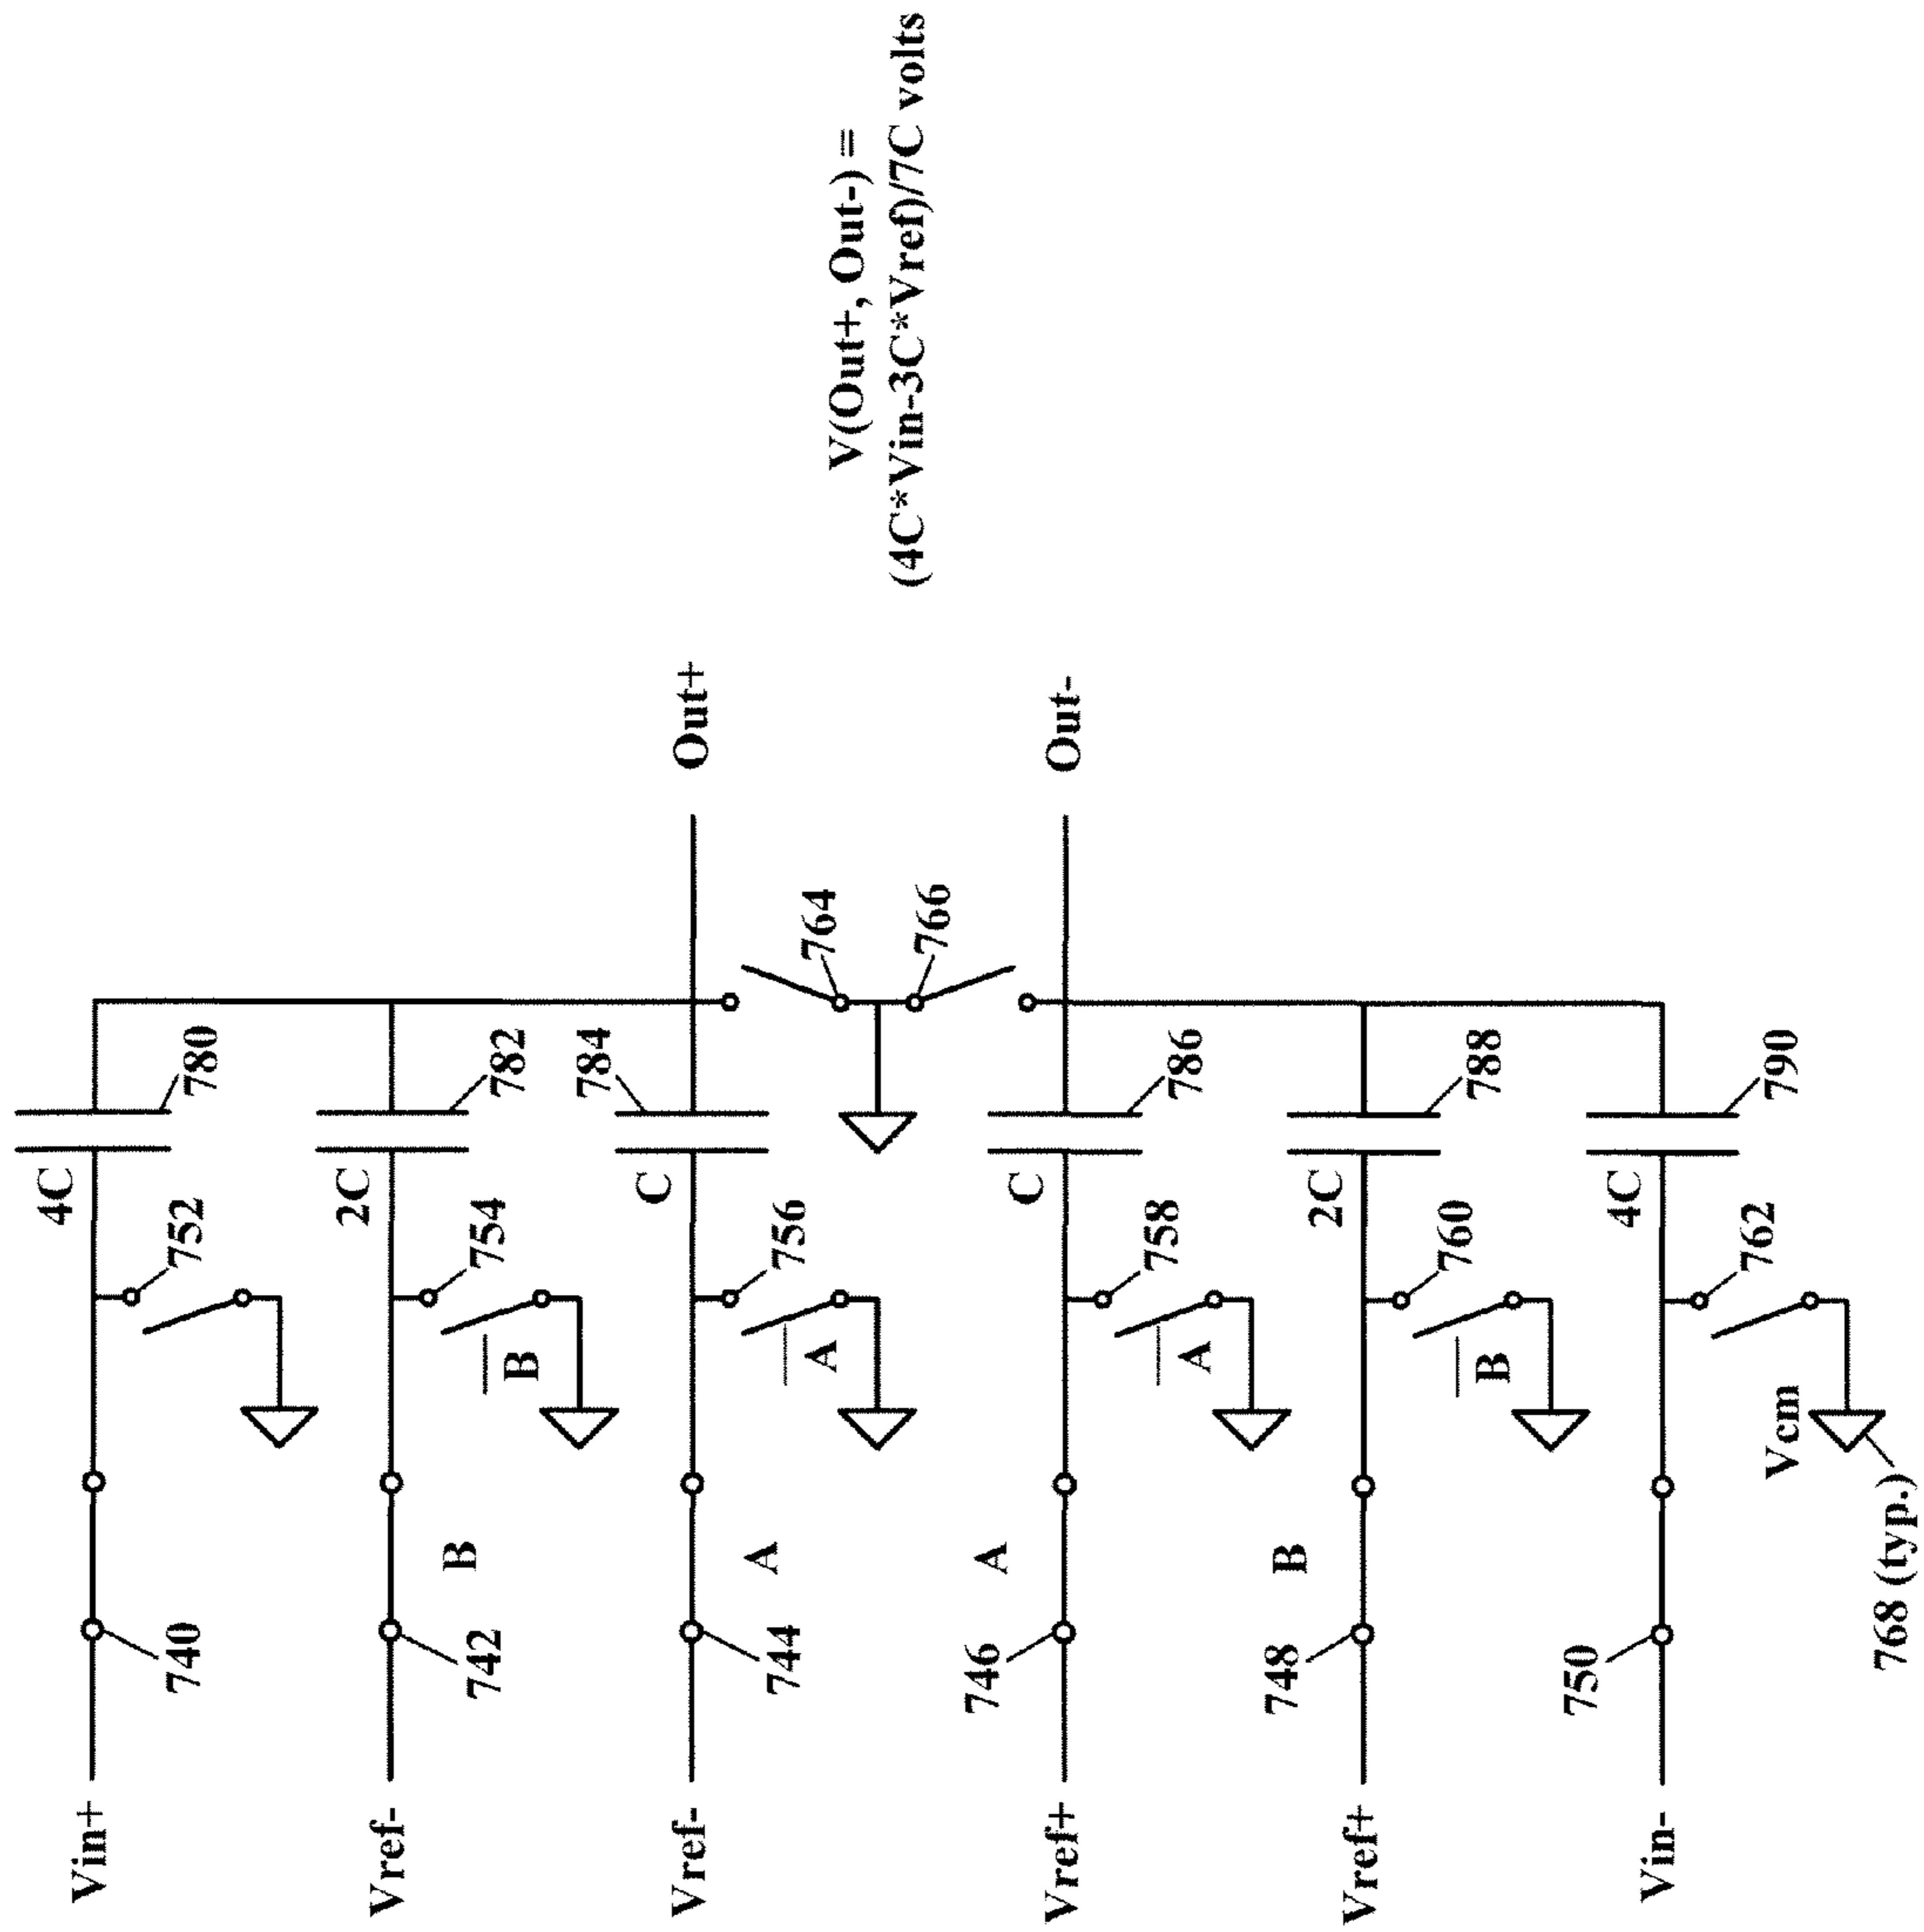 Vin+
740
752
4C
780
Vref-
742
B
B
754
2C
782
Vref-
744
A
A
756
C
784
Out+
764
766
V(Out+, Out-) =
(4C*Vin-3C*Vref)/7C volts
Vref+
746
A
A
758
C
786
Out-
Vref+
748
B
B
760
2C
788
Vin-
750
Vcm
762
4C
790
768 (typ.)